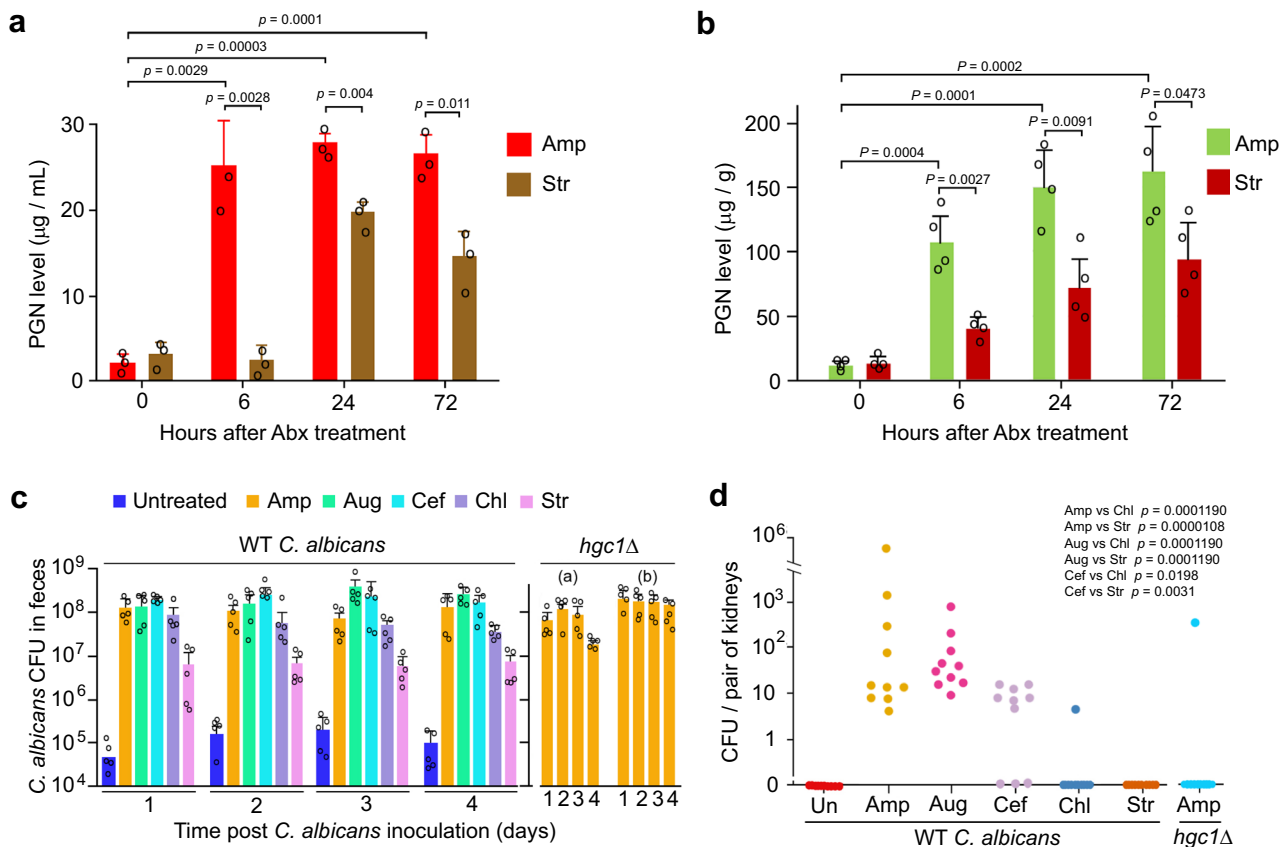 a
p = 0.0001
p = 0.00003
p = 0.0029
p = 0.0028
p = 0.004
p = 0.011
30
20
10
0
PGN level (μg / mL)
Amp
Str
0 6 24 72
Hours after Abx treatment
b
P = 0.0002
P = 0.0001
P = 0.0473
P = 0.0091
P = 0.0004
P = 0.0027
200
150
100
50
0
PGN level (μg / g)
Amp
Str
0 6 24 72
Hours after Abx treatment
c
Untreated Amp Aug Cef Chl Str
WT C. albicans
hgc1Δ
(a) (b)
10⁹
10⁸
10⁷
10⁶
10⁵
10⁴
C. albicans CFU in feces
1 2 3 4
1 2 3 4 1 2 3 4
Time post C. albicans inoculation (days)
d
Amp vs Chl p = 0.0001190
Amp vs Str p = 0.0000108
Aug vs Chl p = 0.0001190
Aug vs Str p = 0.0001190
Cef vs Chl p = 0.0198
Cef vs Str p = 0.0031
10⁶
10³
10²
10
1
0
CFU / pair of kidneys
Un Amp Aug Cef Chl Str Amp
WT C. albicans hgc1Δ